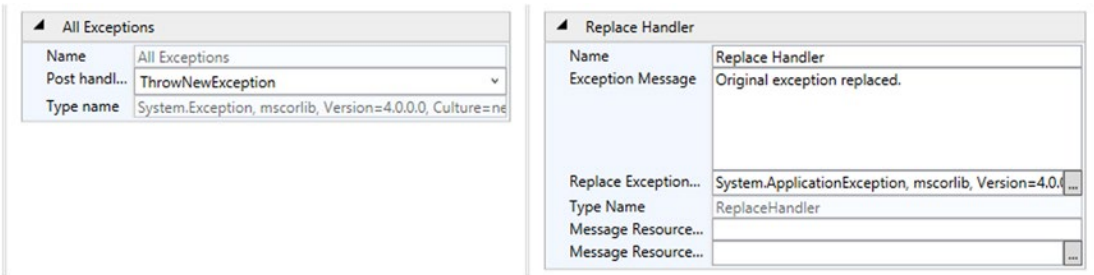 All Exceptions
Name All Exceptions
Post handl... ThrowNewException
Type name System.Exception, mscorlib, Version=4.0.0.0, Culture=ne
Replace Handler
Name Replace Handler
Exception Message Original exception replaced.
Replace Exception... System.ApplicationException, mscorlib, Version=4.0.( ...
Type Name ReplaceHandler
Message Resource...
Message Resource... ...